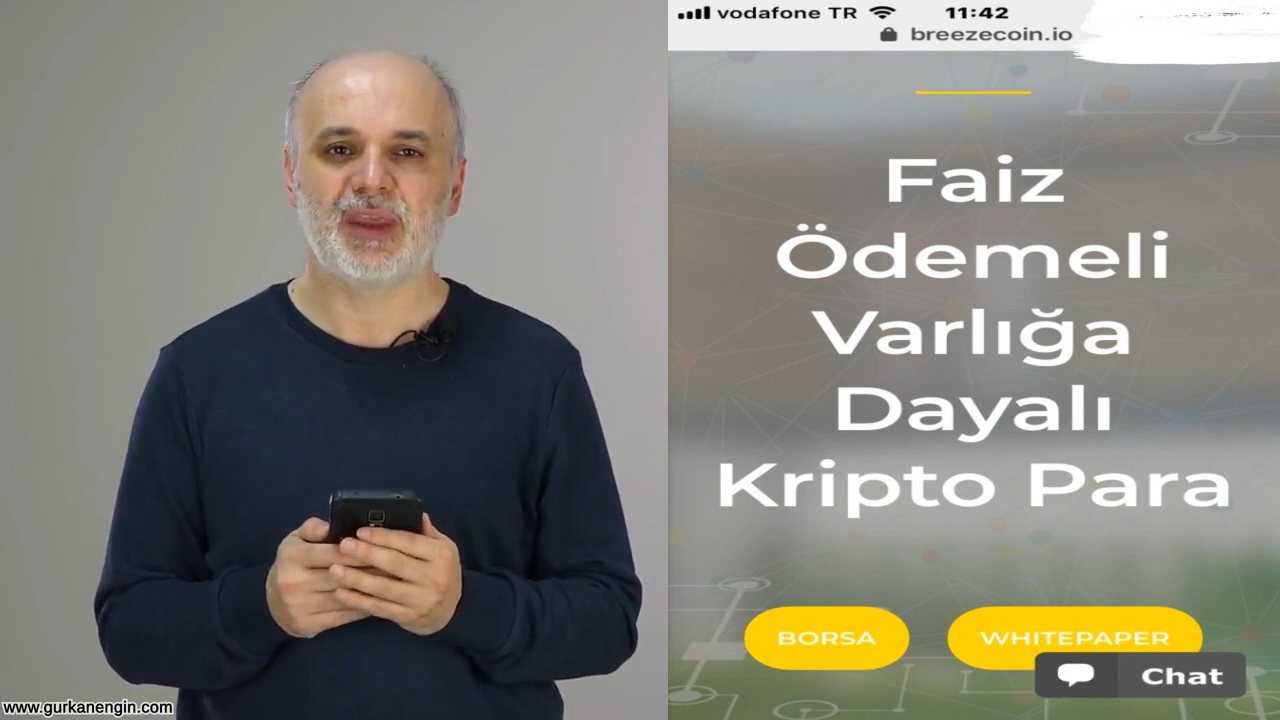 vodafone TR
11:42
breezecoin.io
Faiz
Ödemeli
Varlığa
Dayalı
Kripto Para
BORSA
WHITEPAPER
Chat
www.gurkanengin.com